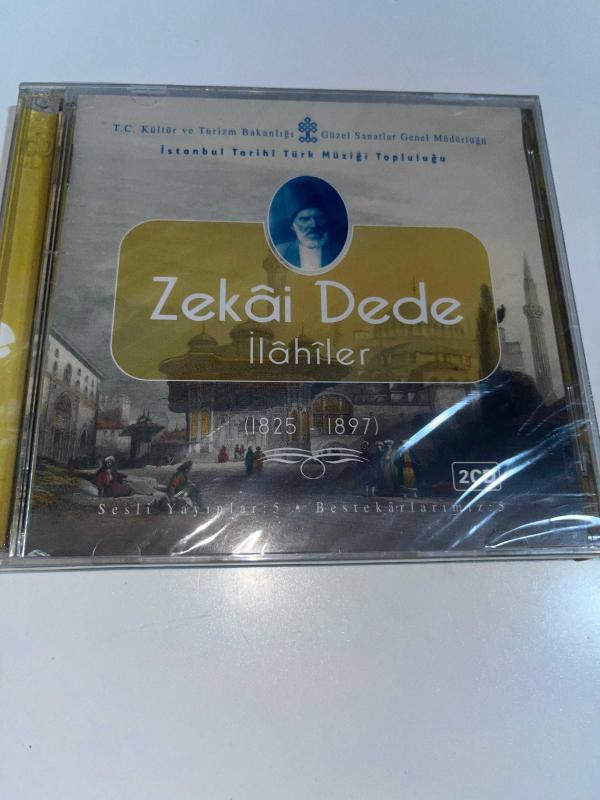 T.C. Kültür ve Turizm Bakanlığı Güzel Sanatlar Genel Müdürlüğü
İstanbul Tarihî Türk Müziği Topluluğu
Zekâi Dede
İlâhîler
(1825 - 1897)
2CD
Sesli Yayınlar:5 • Bestekârlarımız:5